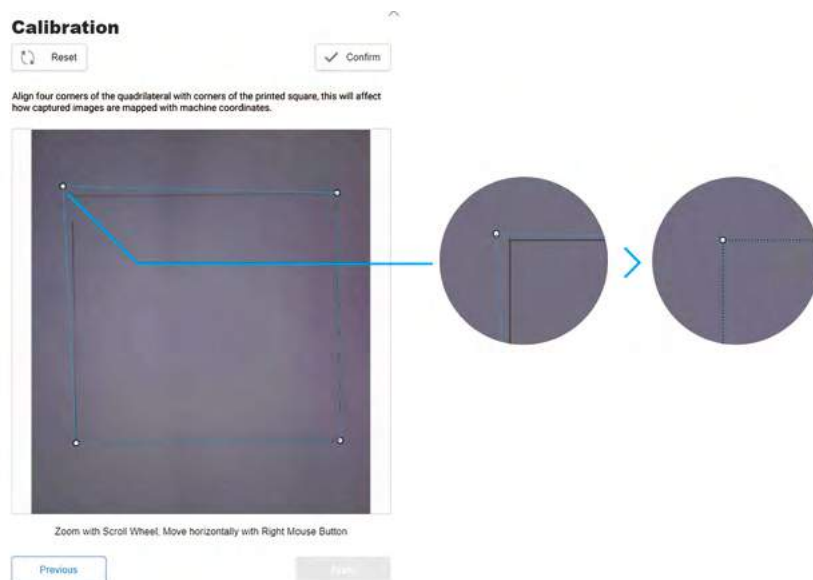 Calibration
Reset
Confirm
Align four corners of the quadrilateral with corners of the printed square, this will affect
how captured images are mapped with machine coordinates.
Zoom with Scroll Wheel, Move horizontally with Right Mouse Button
Previous